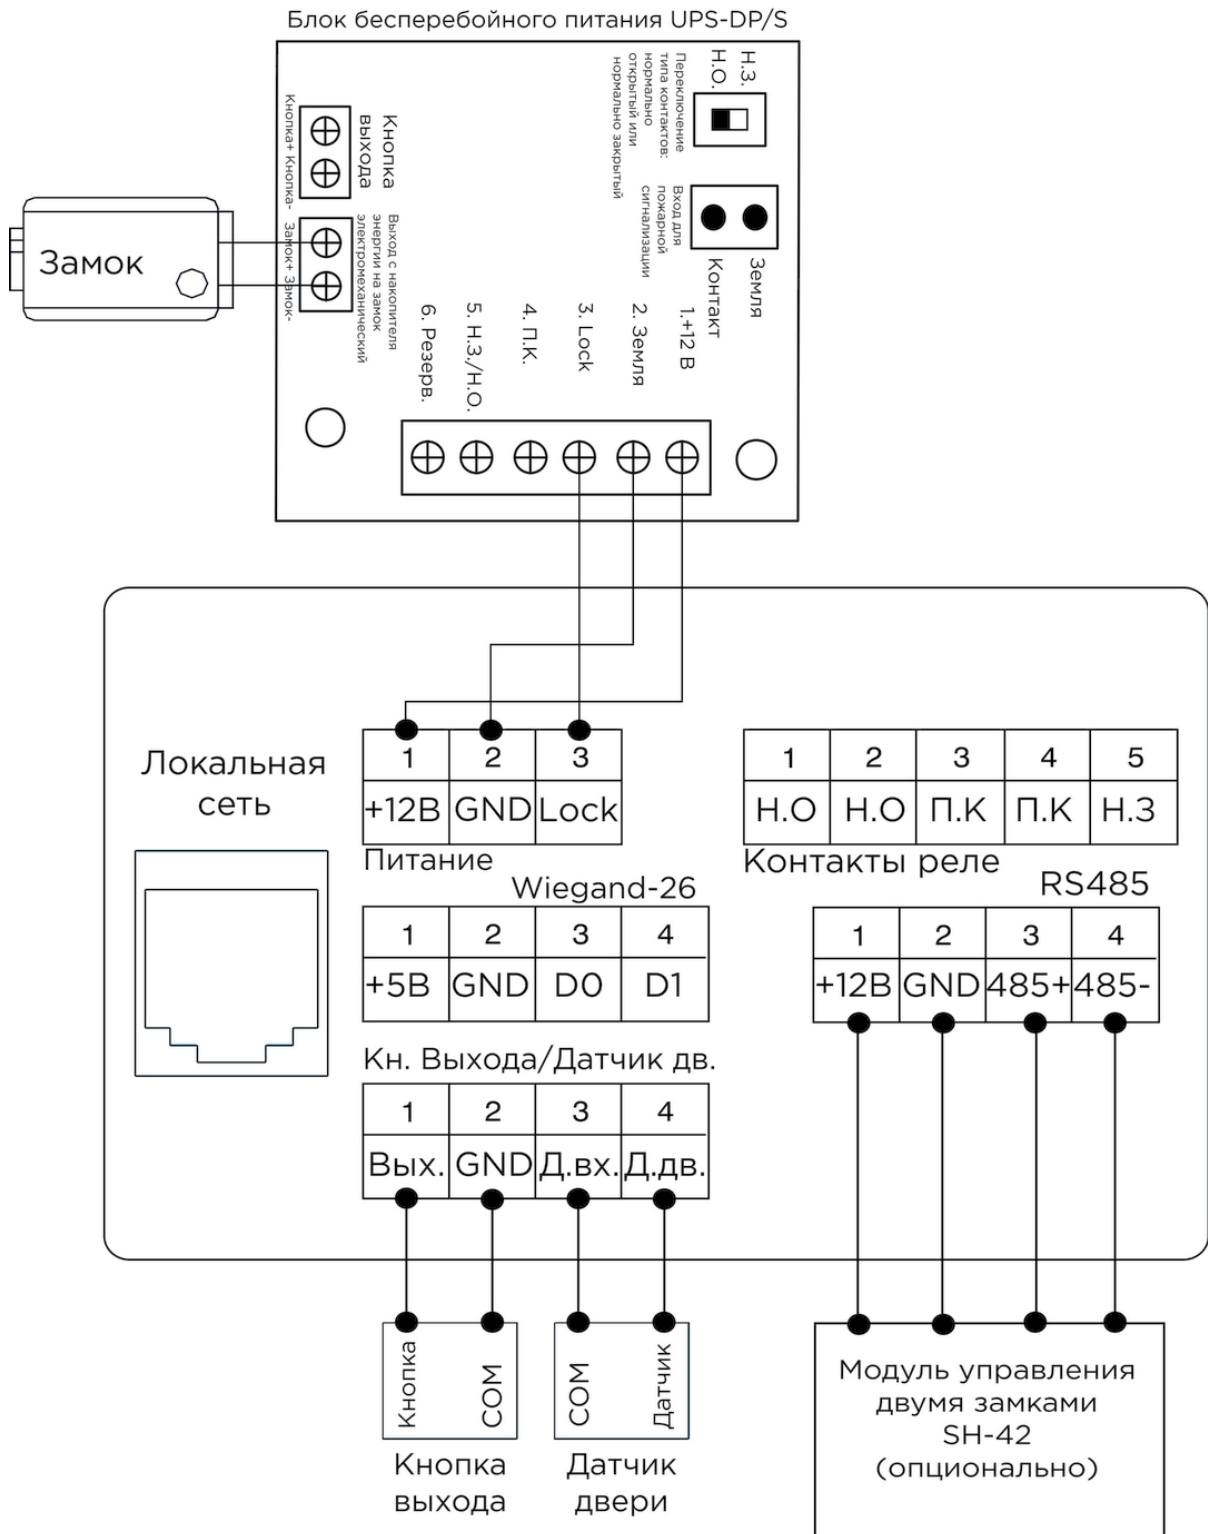 Блок бесперебойного питания UPS-DP/S
Кнопка+ Кнопка-
Кнопка
выхода
Замок+ Замок-
Выход с накопителя
энергии на замок
электромеханический
Переключение
типа контактов:
нормально
открытый или
нормально закрытый
Н.О.
Н.З.
Вход для
пожарной
сигнализации
Контакт
Земля
Замок
6. Резерв.
5. Н.З./Н.О.
4. П.К.
3. Lock
2. Земля
1.+12 В
Локальная
сеть
1 2 3
+12В GND Lock
Питание
1 2 3 4 5
Н.О Н.О П.К П.К Н.З
Контакты реле
Wiegand-26
1 2 3 4
+5В GND D0 D1
RS485
1 2 3 4
+12В GND 485+ 485-
Кн. Выхода/Датчик дв.
1 2 3 4
Вых. GND Д.вх. Д.дв.
Кнопка
COM
COM
Датчик
Кнопка
выхода
Датчик
двери
Модуль управления
двумя замками
SH-42
(опционально)